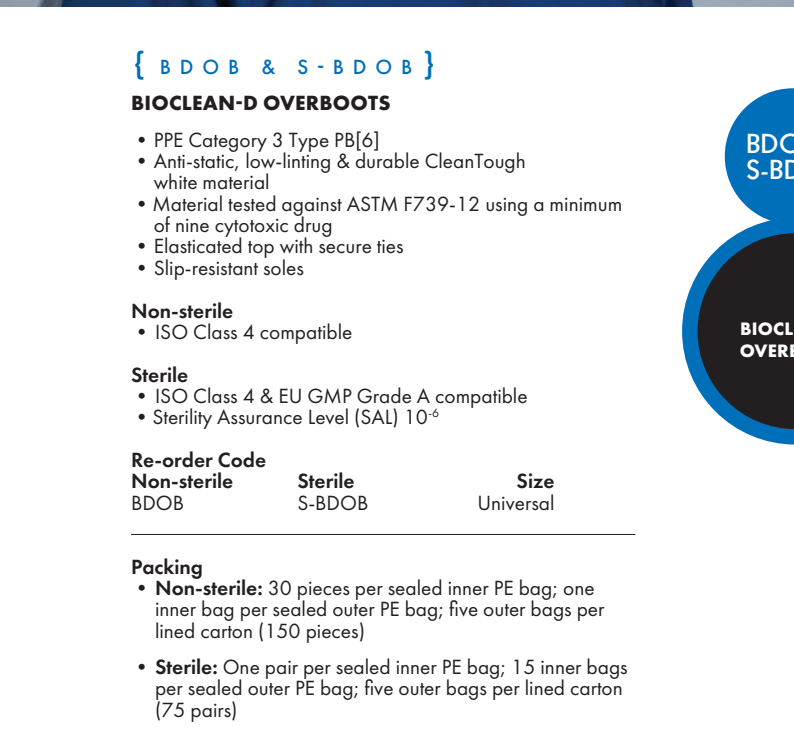 { BDOB & S-BDOB }
BIOCLEAN-D OVERBOOTS
• PPE Category 3 Type PB[6]
• Anti-static, low-linting & durable CleanTough
white material
• Material tested against ASTM F739-12 using a minimum
of nine cytotoxic drug
• Elasticated top with secure ties
• Slip-resistant soles
Non-sterile
• ISO Class 4 compatible
Sterile
• ISO Class 4 & EU GMP Grade A compatible
• Sterility Assurance Level (SAL) 10-6
Re-order Code
Non-sterile Sterile Size
BDOB S-BDOB Universal
Packing
• Non-sterile: 30 pieces per sealed inner PE bag; one
inner bag per sealed outer PE bag; five outer bags per
lined carton (150 pieces)
• Sterile: One pair per sealed inner PE bag; 15 inner bags
per sealed outer PE bag; five outer bags per lined carton
(75 pairs)